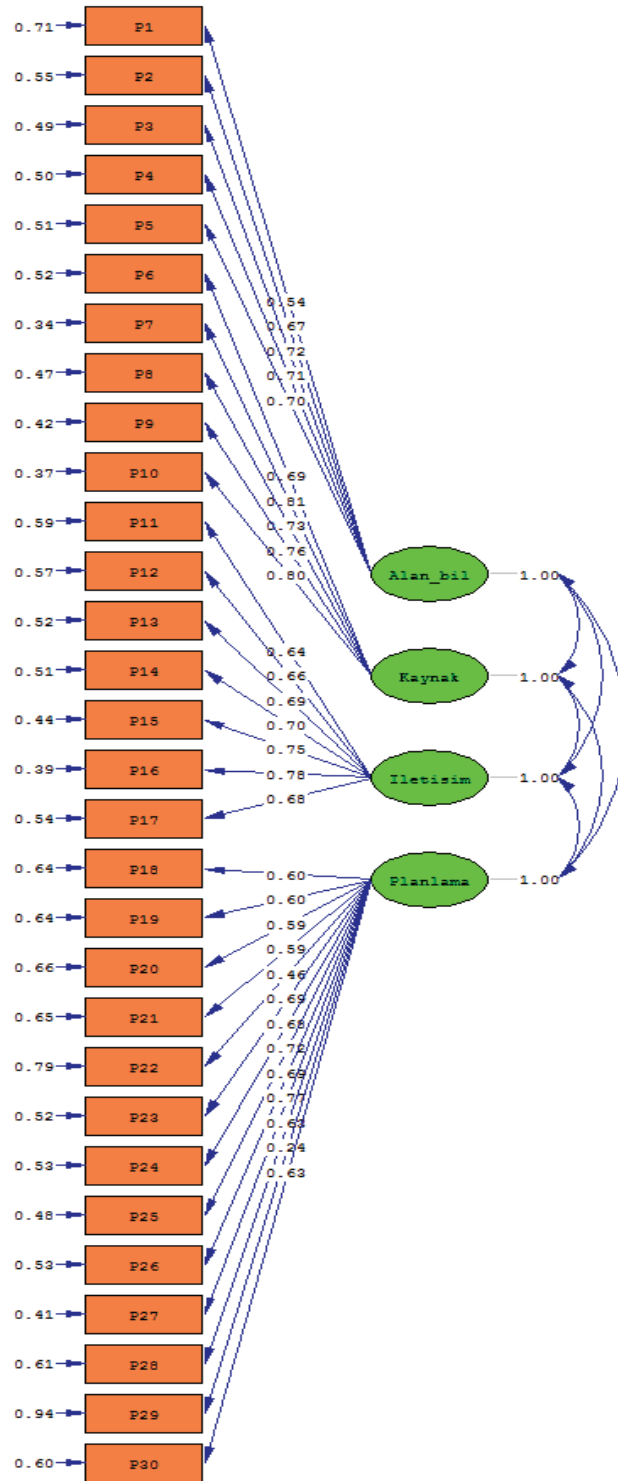 0.71 P1
0.55 P2
0.49 P3
0.50 P4
0.51 P5
0.52 P6
0.34 P7
0.47 P8
0.42 P9
0.37 P10
0.59 P11
0.57 P12
0.52 P13
0.51 P14
0.44 P15
0.39 P16
0.54 P17
0.64 P18
0.64 P19
0.66 P20
0.65 P21
0.79 P22
0.52 P23
0.53 P24
0.48 P25
0.53 P26
0.41 P27
0.61 P28
0.94 P29
0.60 P30
0.54
0.67
0.72
0.71
0.70
0.69
0.81
0.73
0.76
0.80
0.64
0.66
0.69
0.70
0.75
0.78
0.68
0.60
0.60
0.59
0.59
0.46
0.69
0.68
0.72
0.69
0.77
0.63
0.24
0.63
Alan_bil 1.00
Kaynak 1.00
Iletisim 1.00
Planlama 1.00